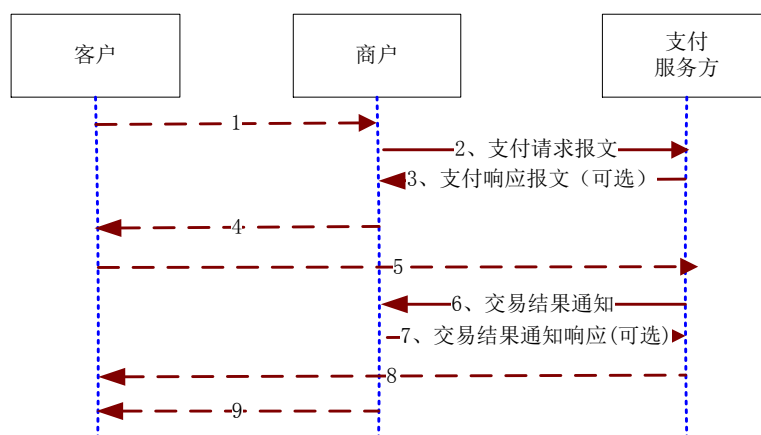 客户
商户
支付
服务方
1
2、支付请求报文
3、支付响应报文（可选）
4
5
6、交易结果通知
7、交易结果通知响应(可选)
8
9